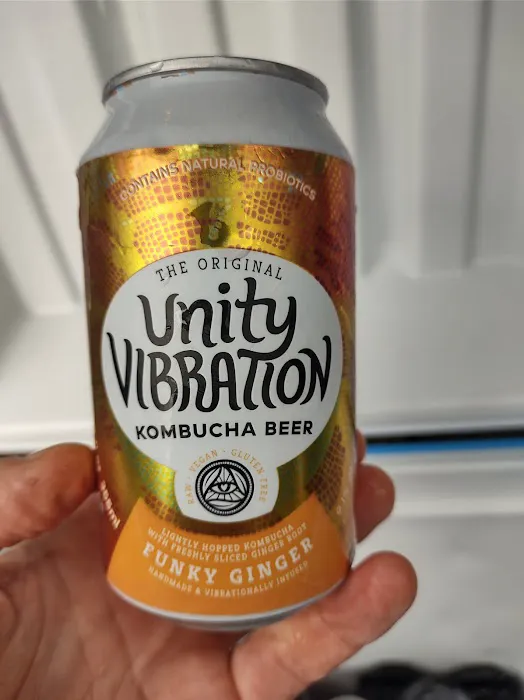 CONTAINS NATURAL PROBIOTICS
THE ORIGINAL
Unity
VIBRATION
KOMBUCHA BEER
RAW · VEGAN · GLUTEN FREE
LIGHTLY HOPPED KOMBUCHA
WITH FRESHLY SLICED GINGER ROOT
FUNKY GINGER
HANDMADE & VIBRATIONALLY INFUSED